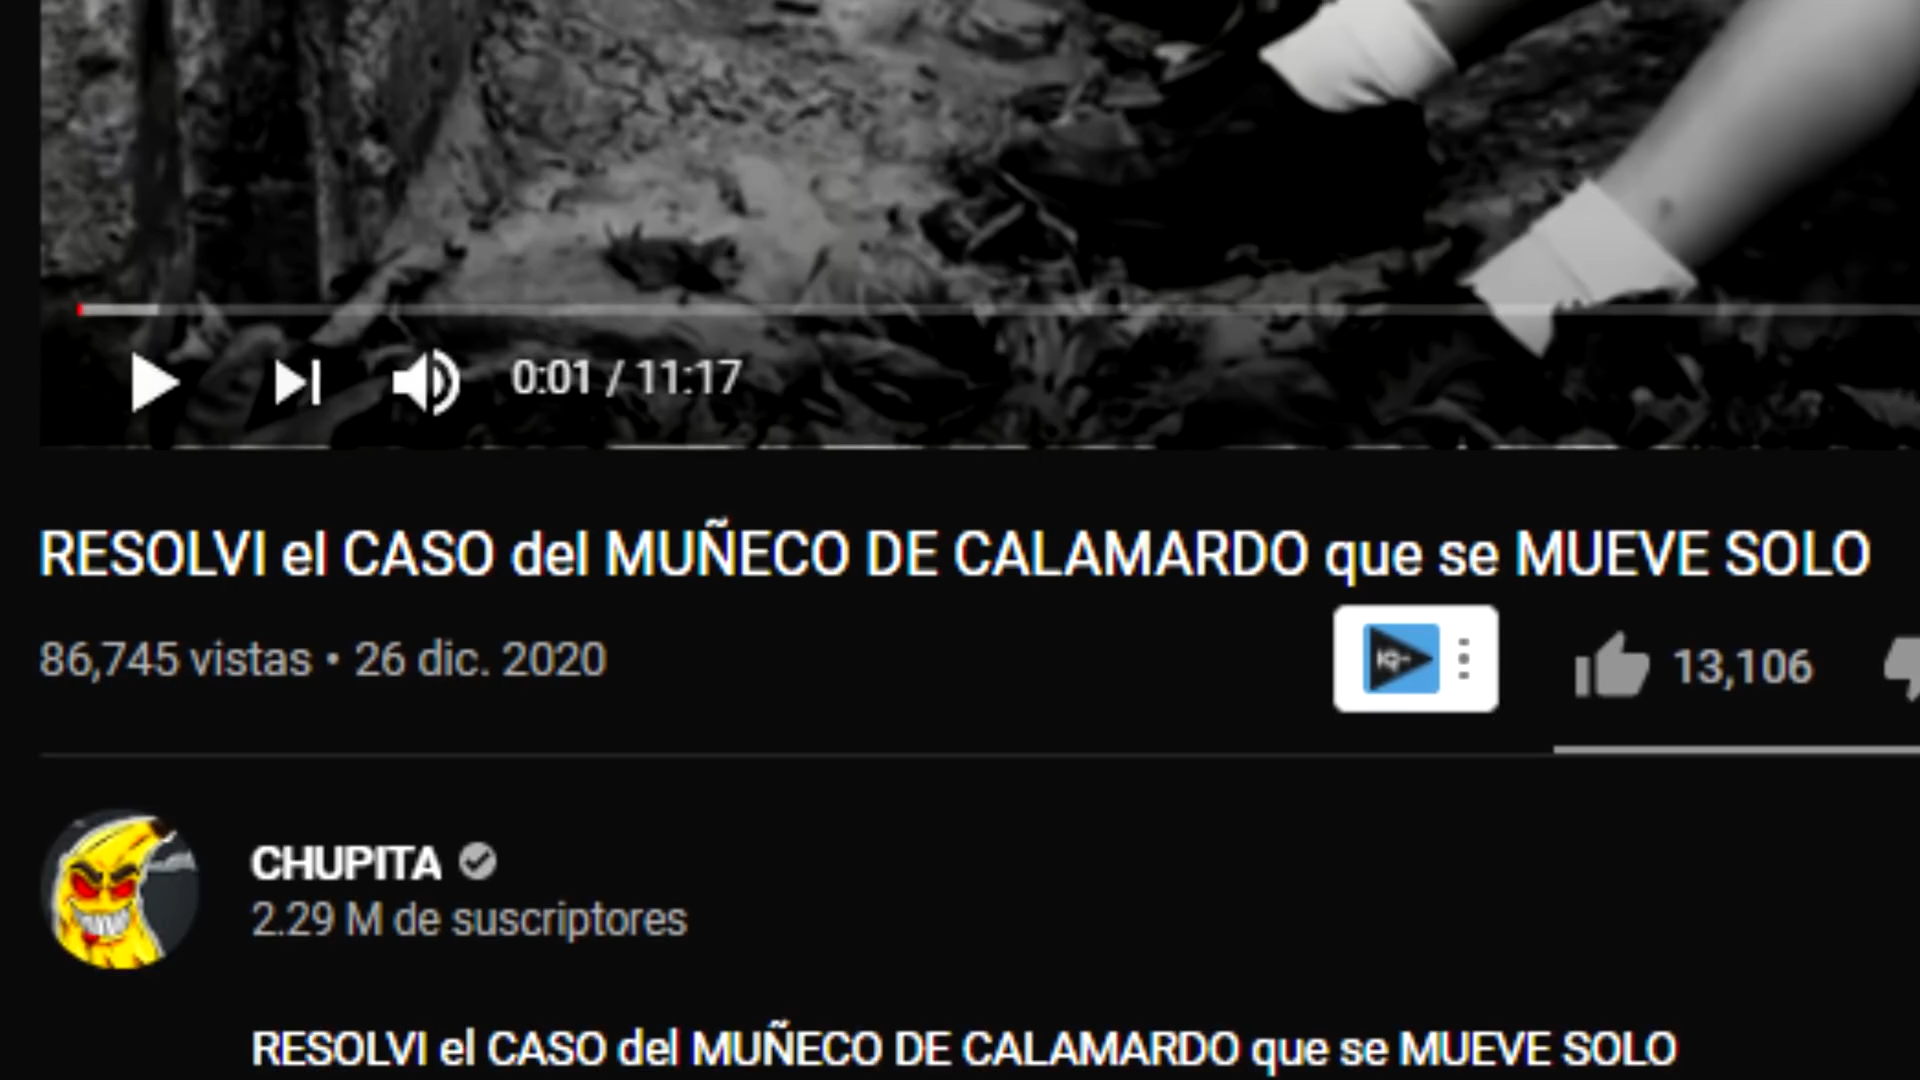 0:01 / 11:17
RESOLVI el CASO del MUÑECO DE CALAMARDO que se MUEVE SOLO
86,745 vistas • 26 dic. 2020
IQ-
13,106
CHUPITA
2.29 M de suscriptores
RESOLVI el CASO del MUÑECO DE CALAMARDO que se MUEVE SOLO